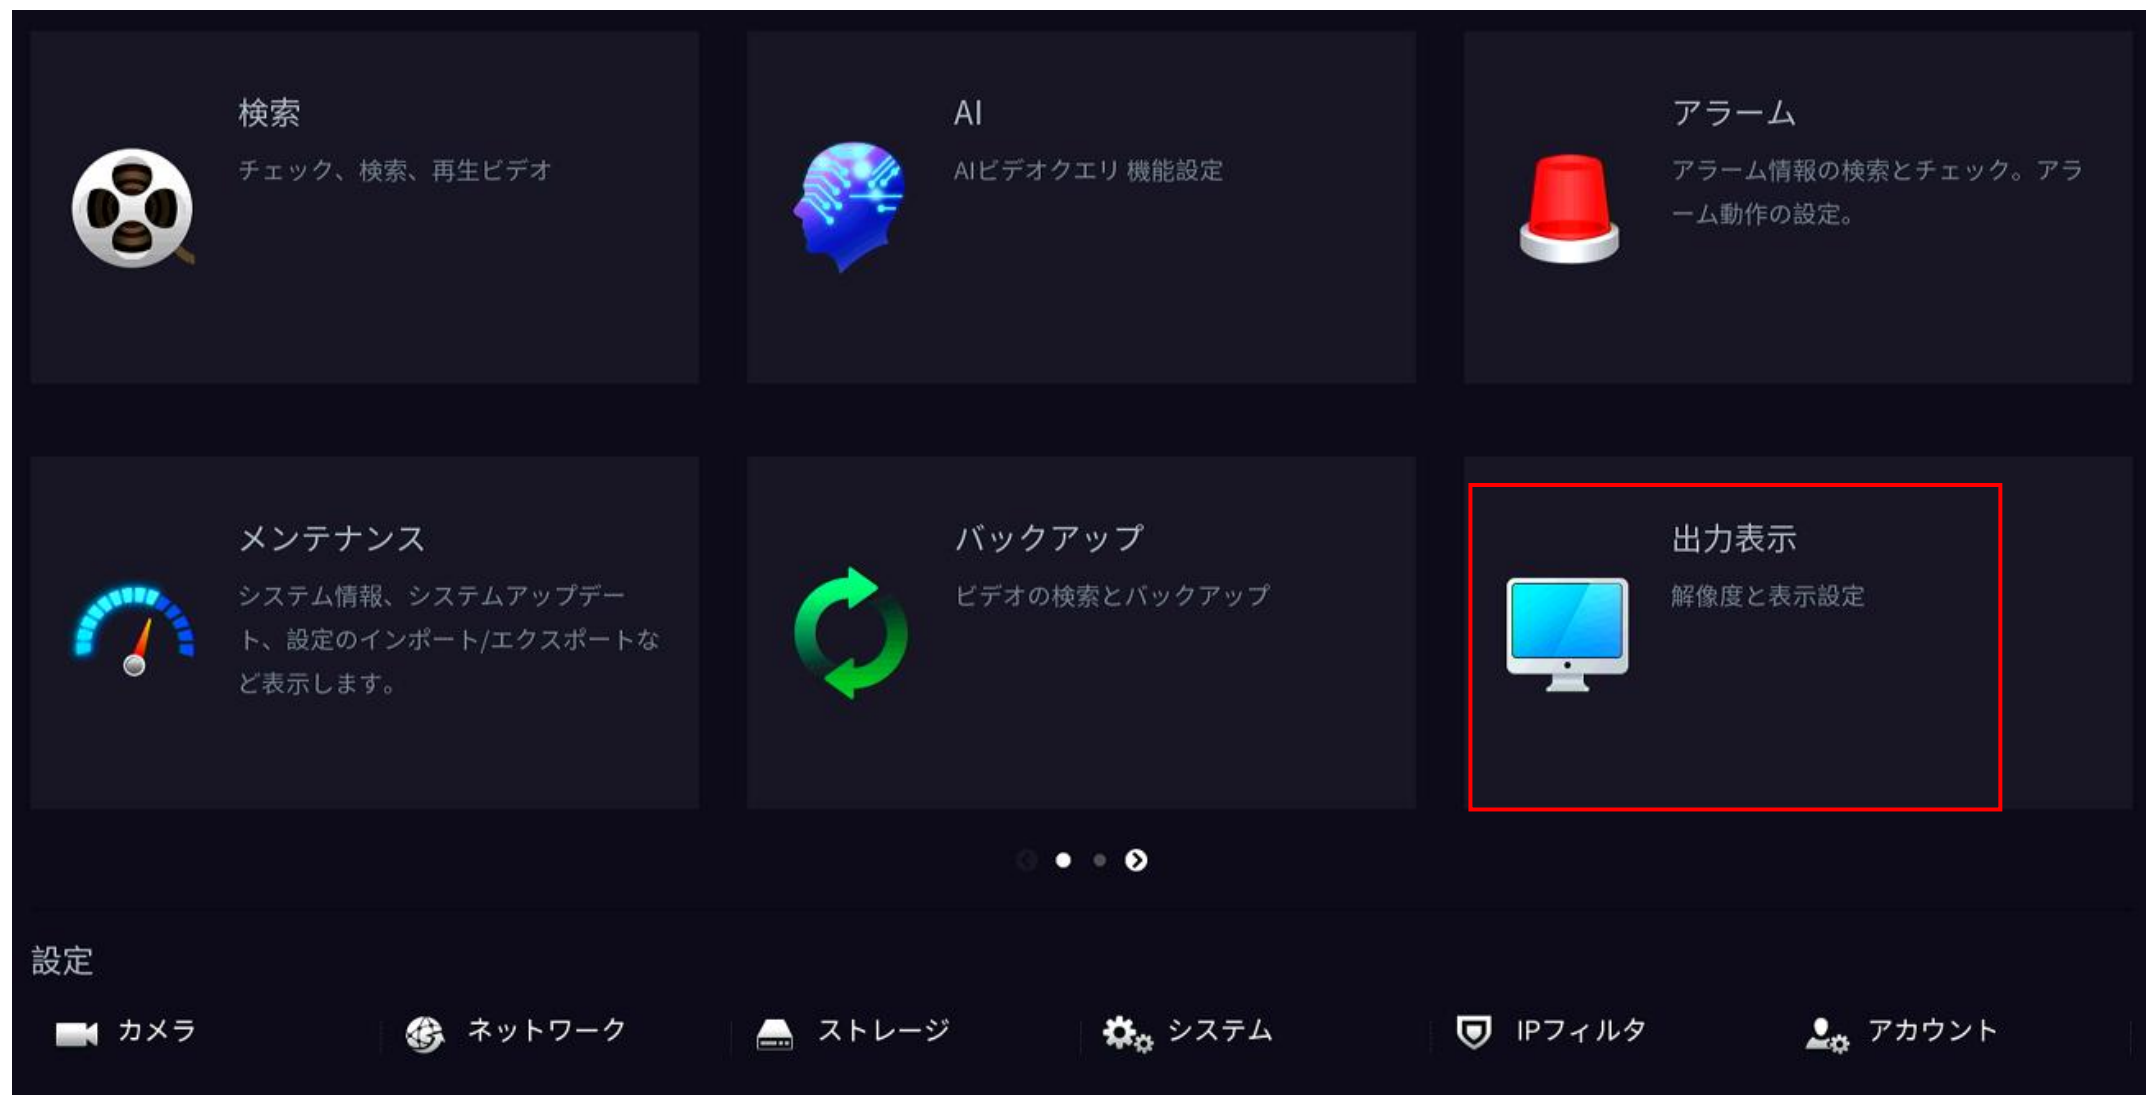 検索
チェック、検索、再生ビデオ
AI
AIビデオクエリ 機能設定
アラーム
アラーム情報の検索とチェック。アラ
ーム動作の設定。
メンテナンス
システム情報、システムアップデー
ト、設定のインポート/エクスポートな
ど表示します。
バックアップ
ビデオの検索とバックアップ
出力表示
解像度と表示設定
設定
カメラ
ネットワーク
ストレージ
システム
IPフィルタ
アカウント